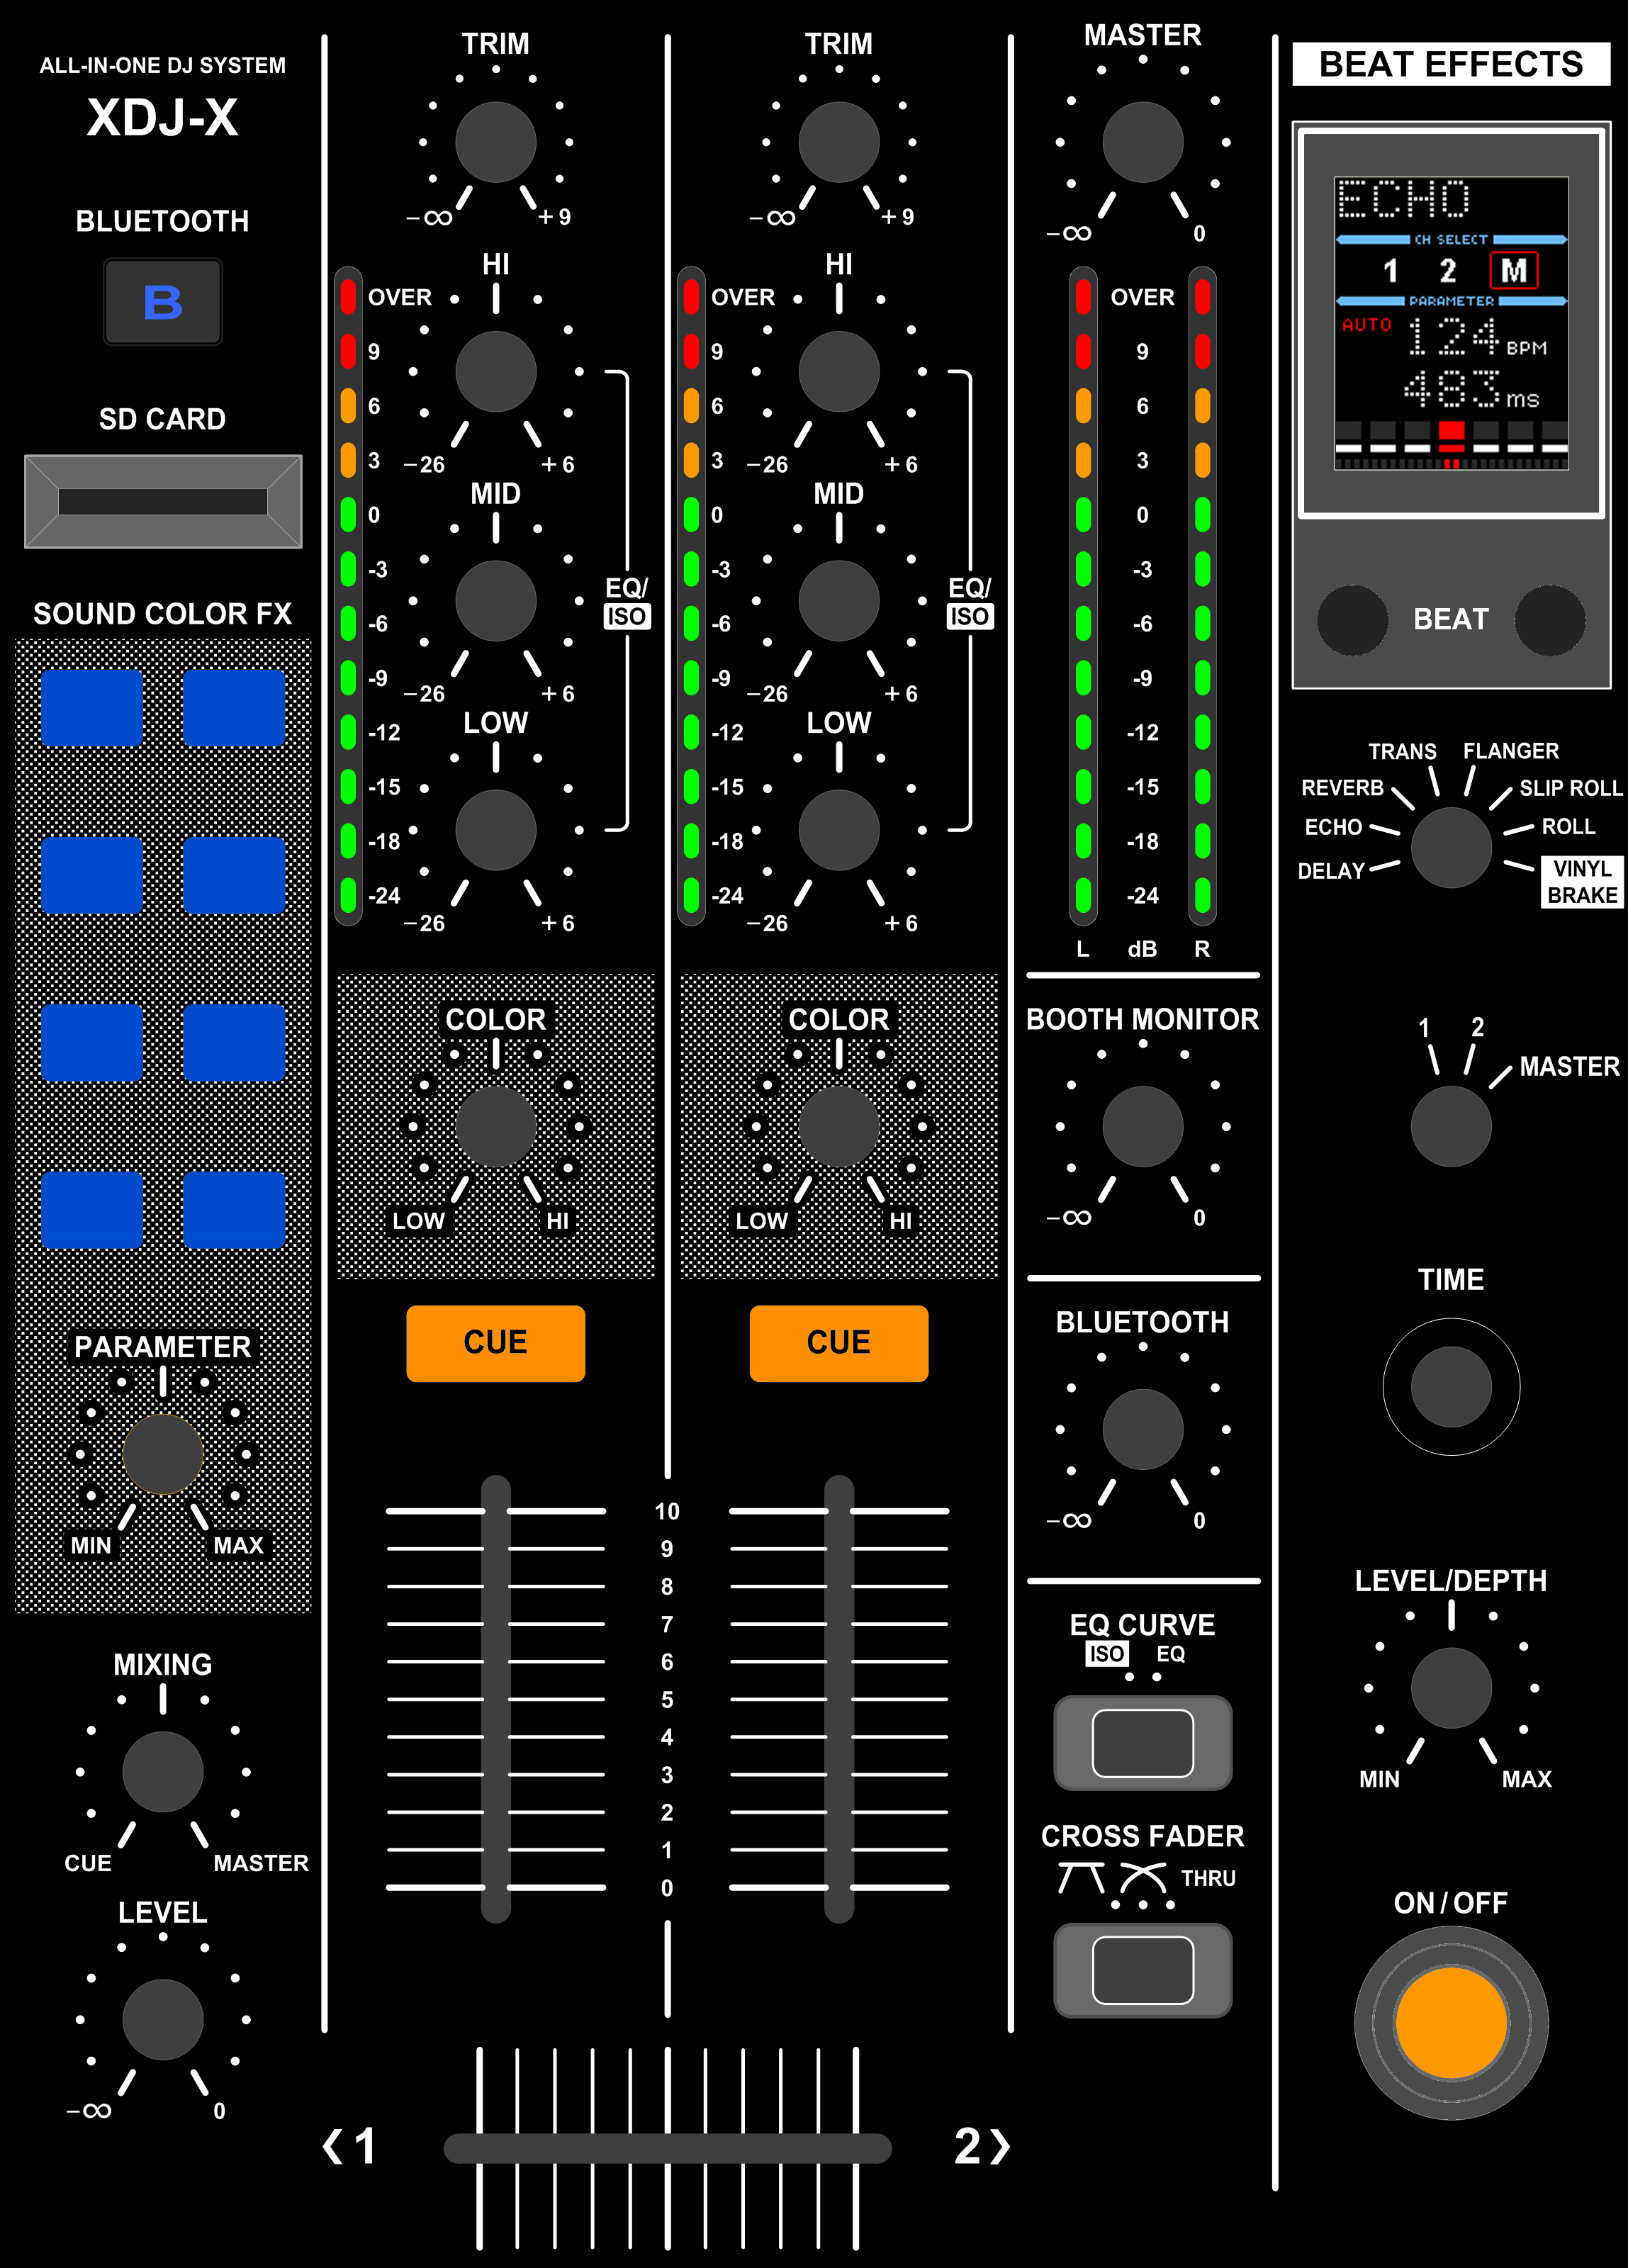 ALL-IN-ONE DJ SYSTEM
XDJ-X
BLUETOOTH
B
SD CARD
SOUND COLOR FX
PARAMETER
MIN MAX
MIXING
CUE MASTER
LEVEL
−∞ 0
TRIM
−∞ +9
HI
OVER
9
6
3
0
-3
-6
-9
-12
-15
-18
-24
−26 +6
MID
−26 +6
LOW
−26 +6
EQ/
ISO
COLOR
LOW HI
CUE
TRIM
−∞ +9
HI
OVER
9
6
3
0
-3
-6
-9
-12
-15
-18
-24
−26 +6
MID
−26 +6
LOW
−26 +6
EQ/
ISO
COLOR
LOW HI
CUE
10
9
8
7
6
5
4
3
2
1
0
❮1 2❯
MASTER
−∞ 0
OVER
9
6
3
0
-3
-6
-9
-12
-15
-18
-24
L dB R
BOOTH MONITOR
−∞ 0
BLUETOOTH
−∞ 0
EQ CURVE
ISO EQ
CROSS FADER
THRU
BEAT EFFECTS
ECHO
CH SELECT
1 2 M
PARAMETER
AUTO 124 BPM
483 ms
BEAT
TRANS FLANGER
REVERB SLIP ROLL
ECHO ROLL
DELAY VINYL
BRAKE
1 2
MASTER
TIME
LEVEL/DEPTH
MIN MAX
ON/OFF